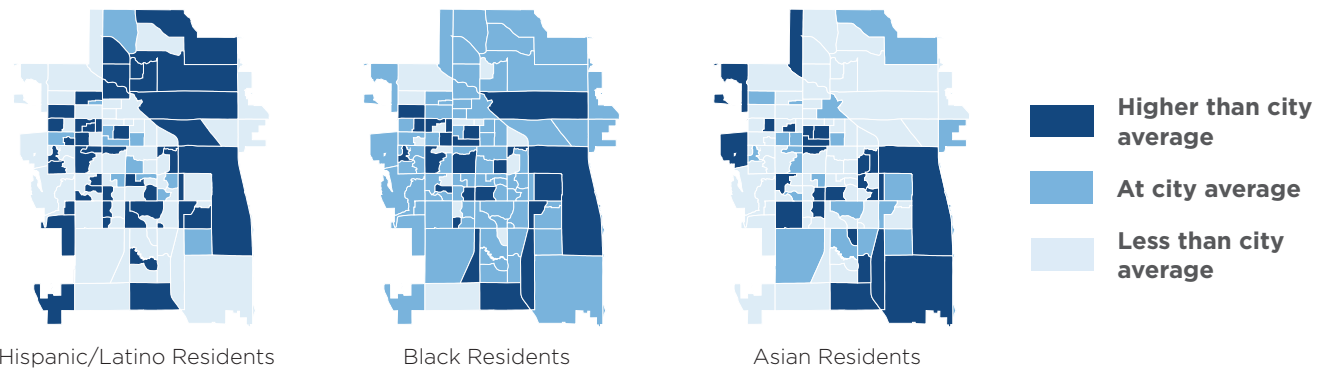 Higher than city
average
At city average
Less than city
average
Hispanic/Latino Residents
Black Residents
Asian Residents